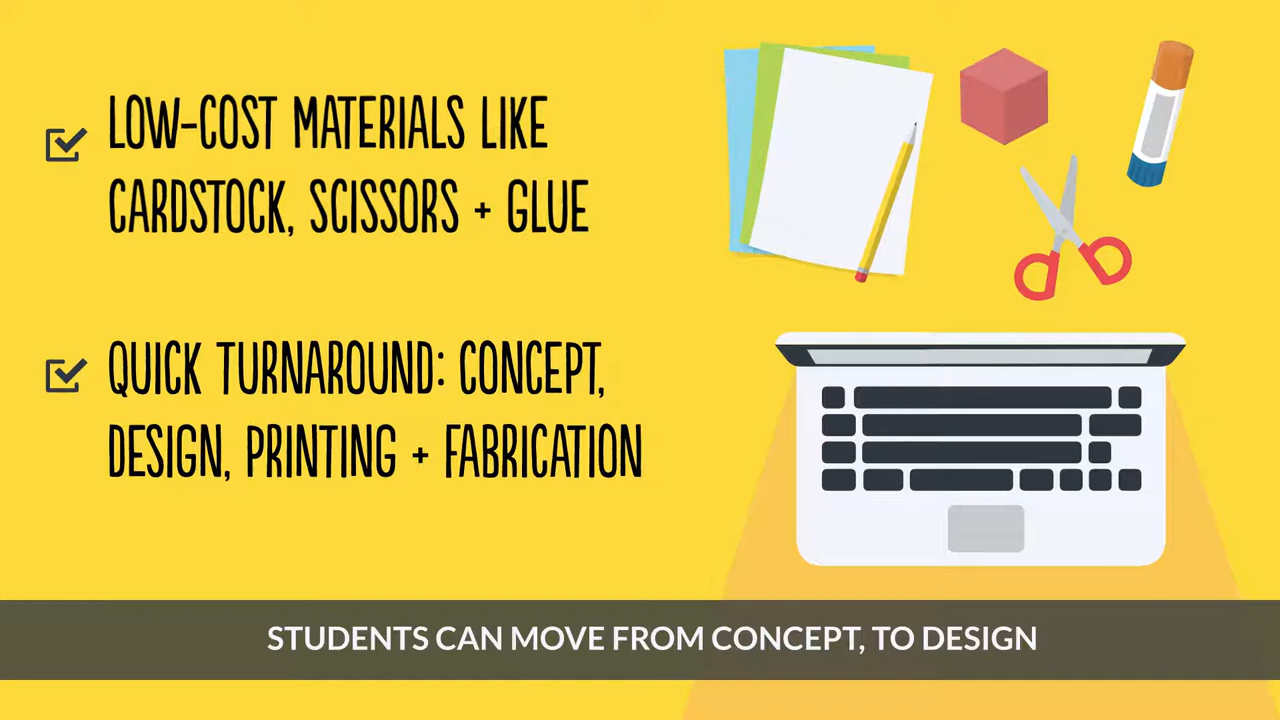 LOW-COST MATERIALS LIKE
CARDSTOCK, SCISSORS + GLUE
QUICK TURNAROUND: CONCEPT,
DESIGN, PRINTING + FABRICATION
STUDENTS CAN MOVE FROM CONCEPT, TO DESIGN